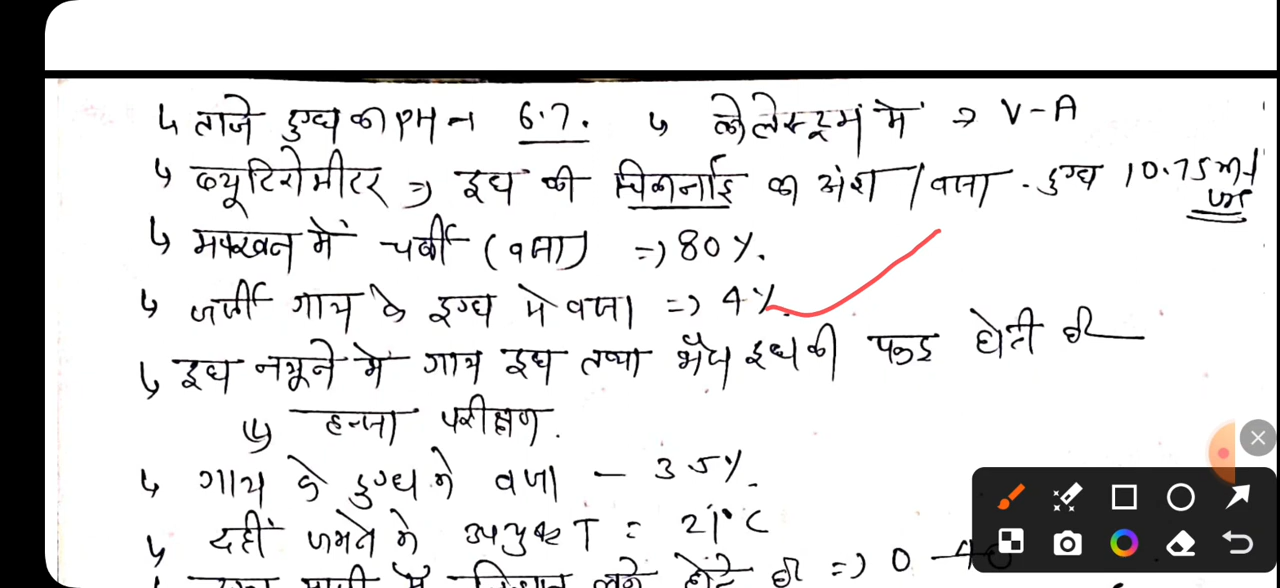 ↳ ताजे दुग्ध का PH → 6.7. ↳ कोलेस्ट्रम में ⇒ V-A
↳ ब्यूटिरोमीटर ⇒ दुध की चिकनाई का अंश / वसा . दुग्ध 10.75 ml
↳ मक्खन में चर्बी (वसा) ⇒ 80%.
↳ जर्सी गाय के दुग्ध मे वसा ⇒ 4%.
↳ दुध नमूने मे गाय दुध तथा भैंस दुध की पकड़ होती है
↳ हन्सा परीक्षण.
↳ गाय के दुग्ध मे वसा – 3 5%.
↳ दही जमने मे उपयुक्त T = 21°C